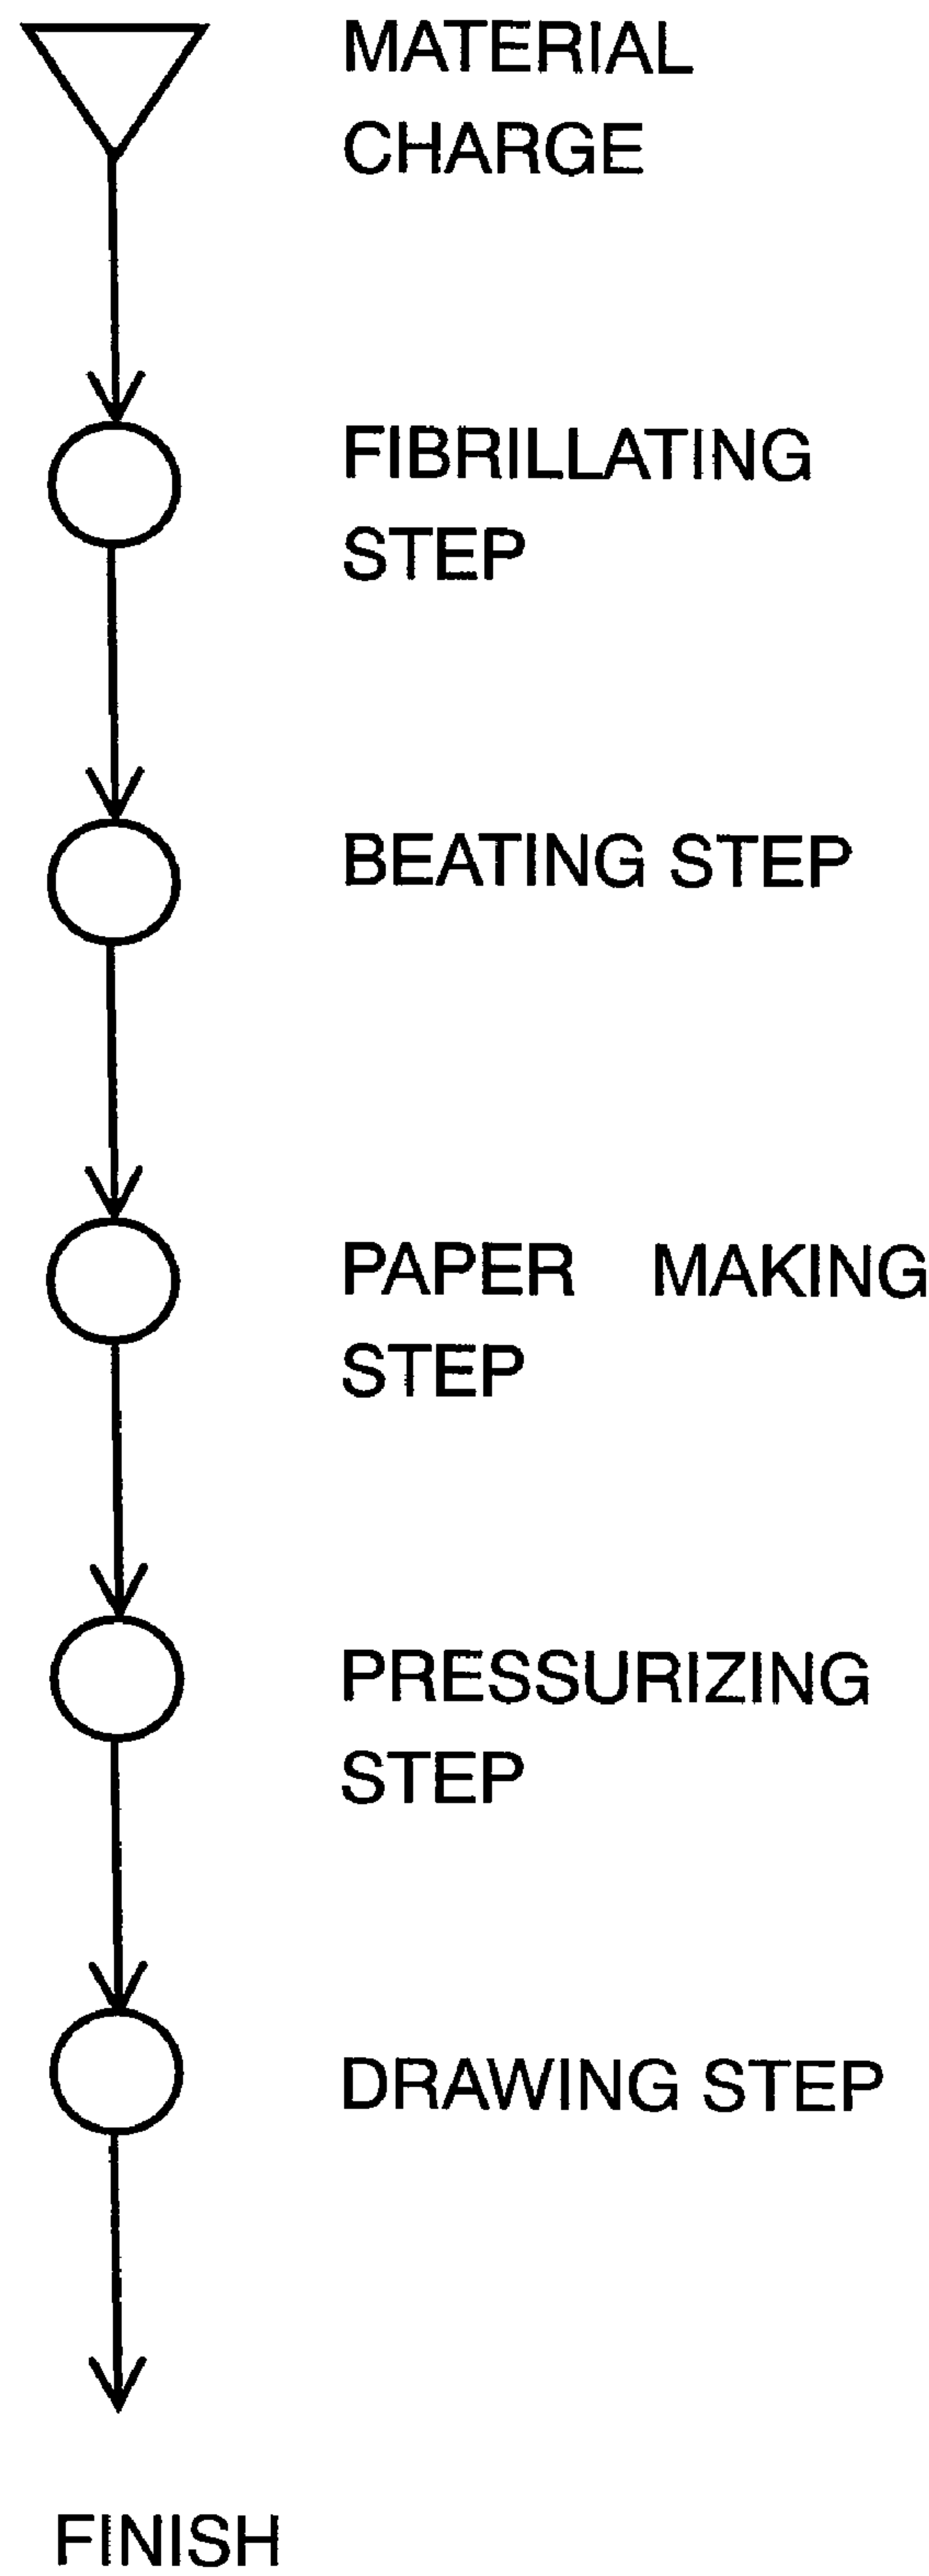 MATERIAL
CHARGE
FIBRILLATING
STEP
BEATING STEP
PAPER MAKING
STEP
PRESSURIZING
STEP
DRAWING STEP
FINISH